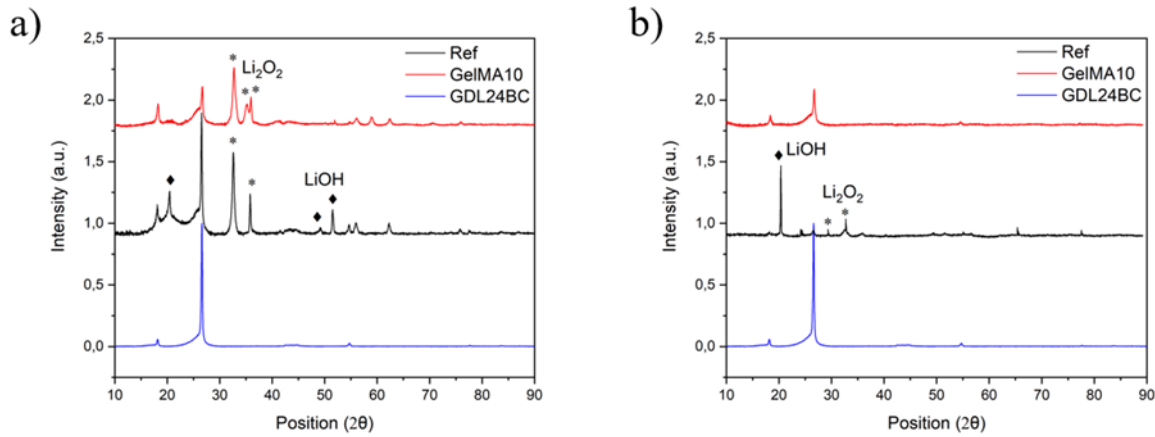 a)
2,5
2,0
1,5
1,0
0,5
0,0
Intensity (a.u.)
Ref
GelMA10
GDL24BC
*
Li₂O₂
*
*
*
*
♦
LiOH
♦
♦
10 20 30 40 50 60 70 80 90
Position (2θ)
b)
2,5
2,0
1,5
1,0
0,5
0,0
Intensity (a.u.)
Ref
GelMA10
GDL24BC
♦ LiOH
Li₂O₂
*
*
10 20 30 40 50 60 70 80 90
Position (2θ)